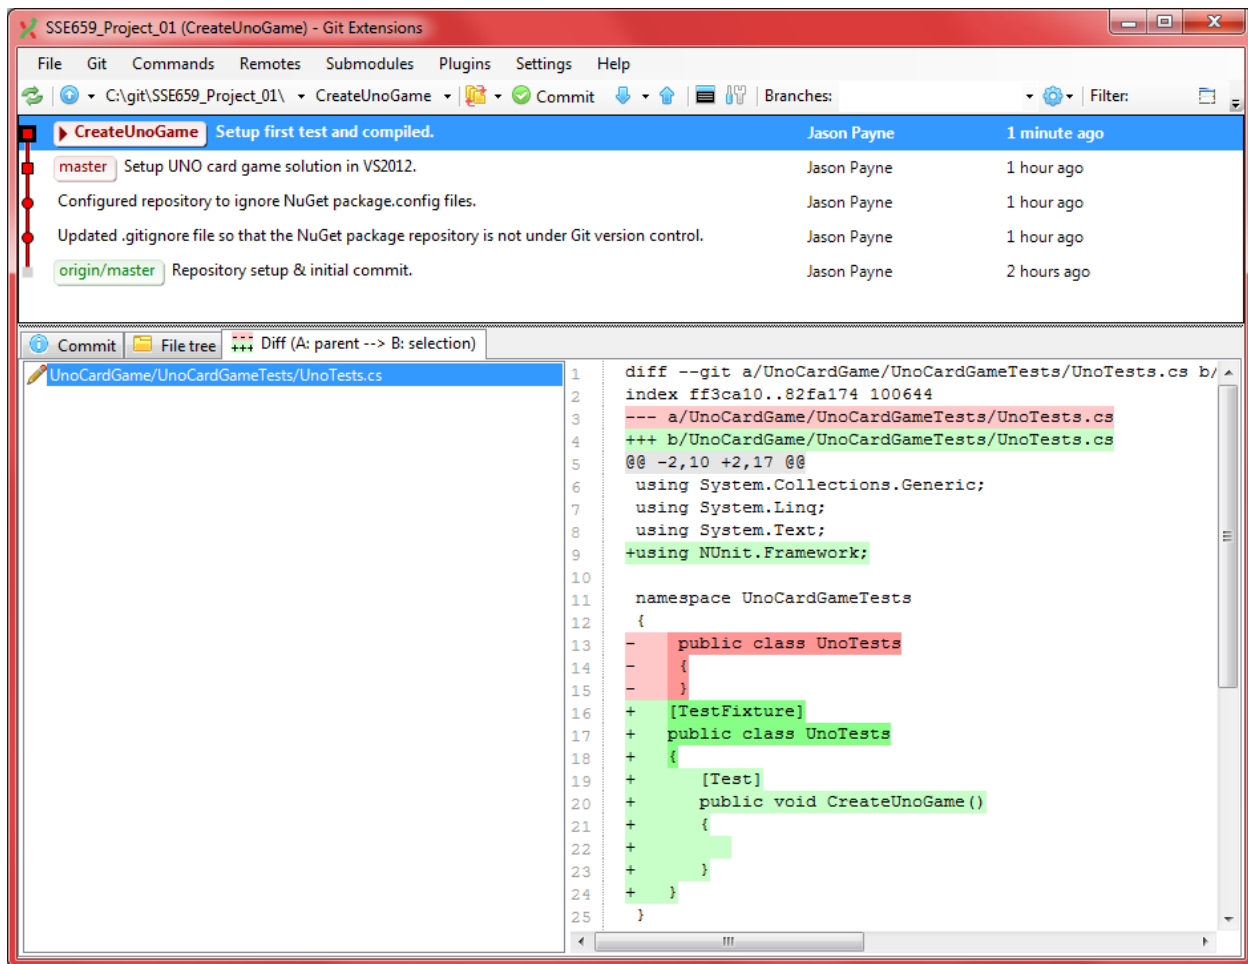 SSE659_Project_01 (CreateUnoGame) - Git Extensions
File Git Commands Remotes Submodules Plugins Settings Help
C:\git\SSE659_Project_01\ CreateUnoGame Commit Branches: Filter:
CreateUnoGame Setup first test and compiled. Jason Payne 1 minute ago
master Setup UNO card game solution in VS2012. Jason Payne 1 hour ago
Configured repository to ignore NuGet package.config files. Jason Payne 1 hour ago
Updated .gitignore file so that the NuGet package repository is not under Git version control. Jason Payne 1 hour ago
origin/master Repository setup & initial commit. Jason Payne 2 hours ago
Commit File tree Diff (A: parent --> B: selection)
UnoCardGame/UnoCardGameTests/UnoTests.cs
1 diff --git a/UnoCardGame/UnoCardGameTests/UnoTests.cs b/
2 index ff3ca10..82fa174 100644
3 --- a/UnoCardGame/UnoCardGameTests/UnoTests.cs
4 +++ b/UnoCardGame/UnoCardGameTests/UnoTests.cs
5 @@ -2,10 +2,17 @@
6 using System.Collections.Generic;
7 using System.Linq;
8 using System.Text;
9 +using NUnit.Framework;
10
11 namespace UnoCardGameTests
12 {
13 -    public class UnoTests
14 -    {
15 -    }
16 +   [TestFixture]
17 +   public class UnoTests
18 +   {
19 +      [Test]
20 +      public void CreateUnoGame()
21 +      {
22 +
23 +      }
24 +   }
25 }